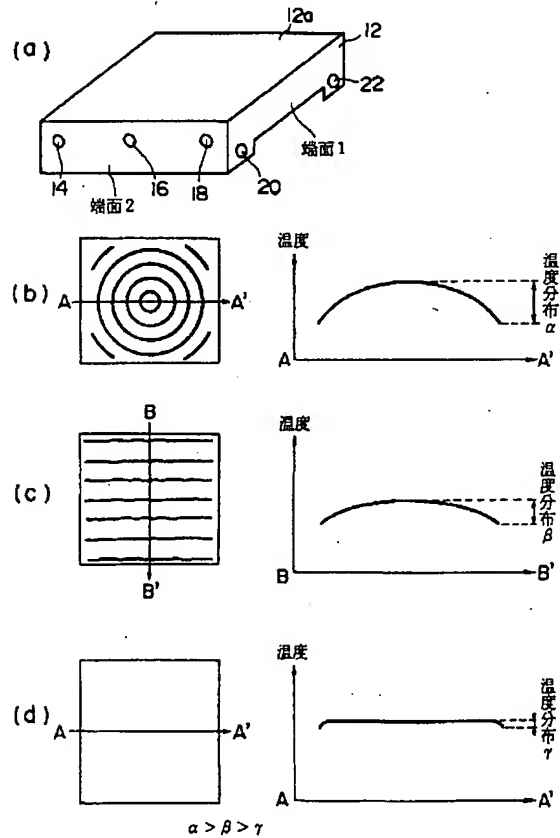 (a)
12a
12
22
端面1
14
16
18
20
端面2
(b)
A
A'
温度
A
A'
温度分布α
(c)
B
B'
温度
B
B'
温度分布β
(d)
A
A'
温度
A
A'
温度分布γ
α>β>γ